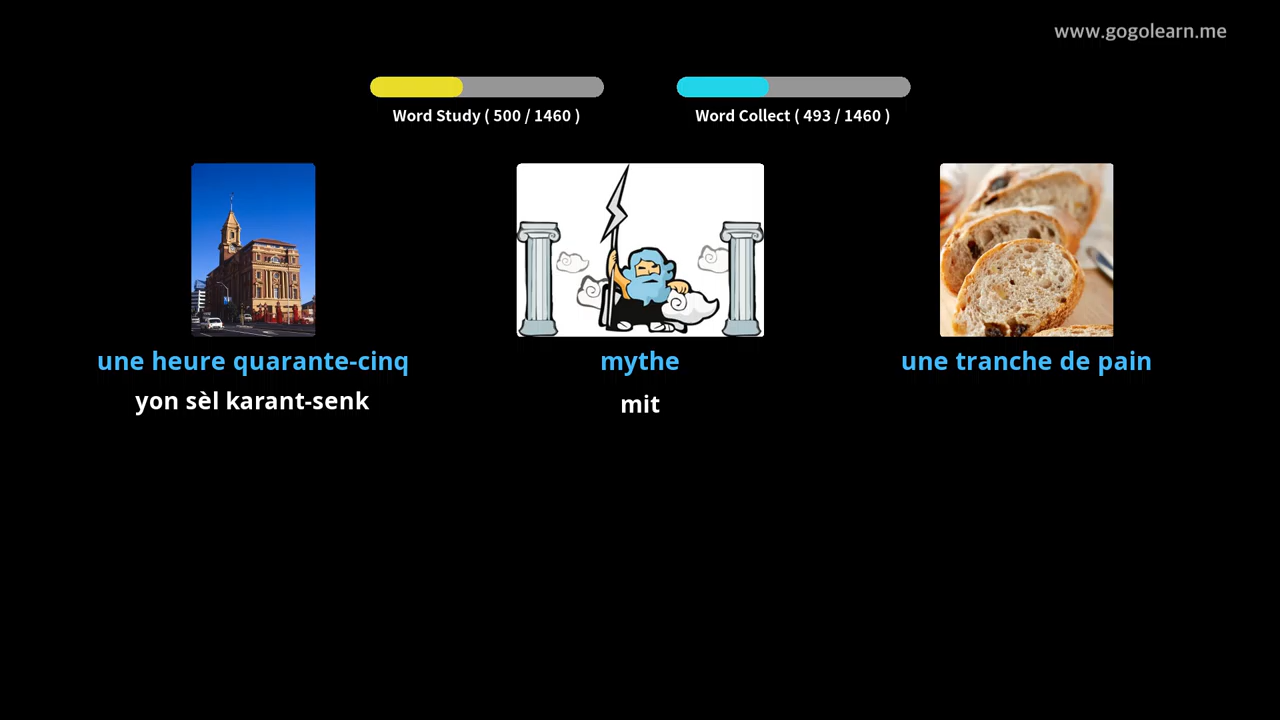 www.gogolearn.me
Word Study ( 500 / 1460 )
Word Collect ( 493 / 1460 )
une heure quarante-cinq
yon sèl karant-senk
mythe
mit
une tranche de pain